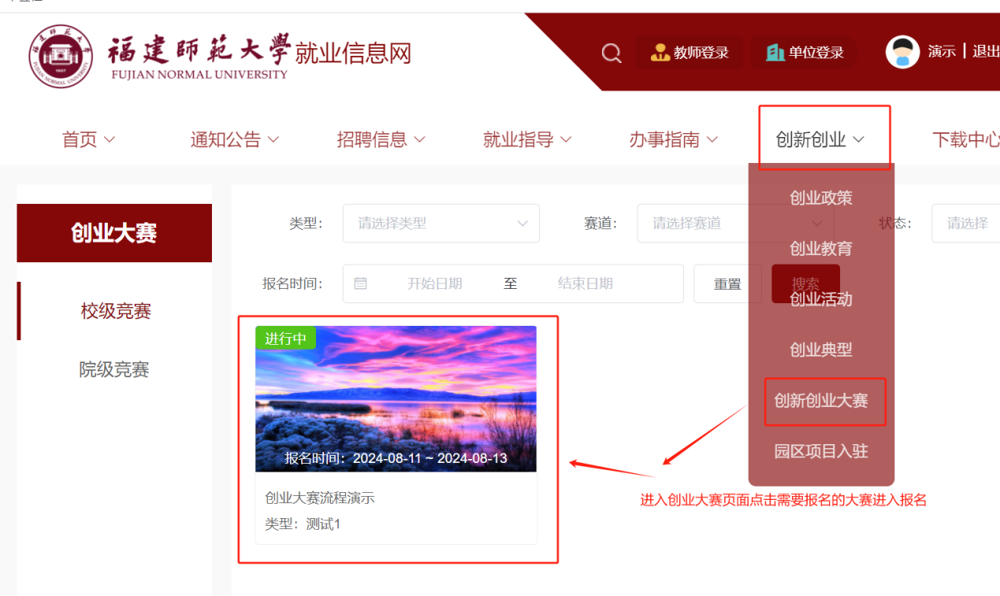 福建师范大学就业信息网
FUJIAN NORMAL UNIVERSITY
教师登录 单位登录 演示 | 退出
首页 通知公告 招聘信息 就业指导 办事指南 创新创业 下载中心
创业大赛
校级竞赛
院级竞赛
类型: 请选择类型 赛道: 请选择赛道 状态: 请选择
报名时间: 开始日期 至 结束日期 重置 搜索
创业政策
创业教育
创业活动
创业典型
创新创业大赛
园区项目入驻
进行中
报名时间：2024-08-11 ~ 2024-08-13
创业大赛流程演示
类型：测试1
进入创业大赛页面点击需要报名的大赛进入报名